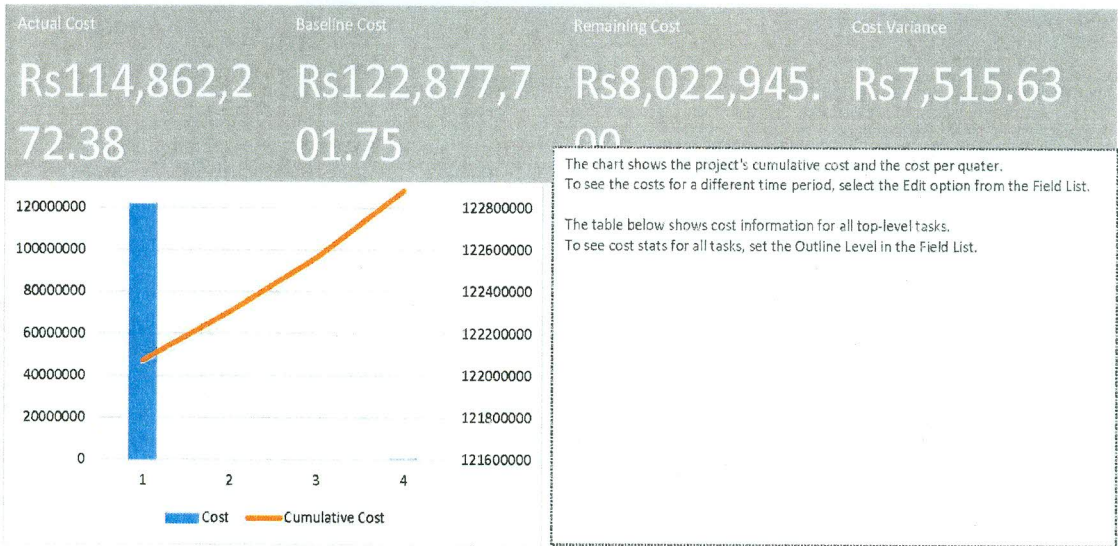 Actual Cost
Baseline Cost
Remaining Cost
Cost Variance
Rs114,862,2
72.38
Rs122,877,7
01.75
Rs8,022,945.
00
Rs7,515.63
The chart shows the project's cumulative cost and the cost per quater.
To see the costs for a different time period, select the Edit option from the Field List.
The table below shows cost information for all top-level tasks.
To see cost stats for all tasks, set the Outline Level in the Field List.
120000000
100000000
80000000
60000000
40000000
20000000
0
122800000
122600000
122400000
122200000
122000000
121800000
121600000
1 2 3 4
Cost Cumulative Cost